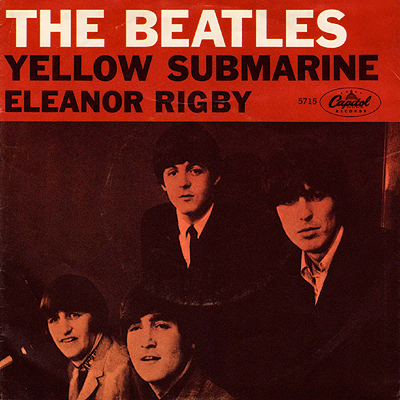 THE BEATLES
YELLOW SUBMARINE
ELEANOR RIGBY
5715
Capitol
RECORDS